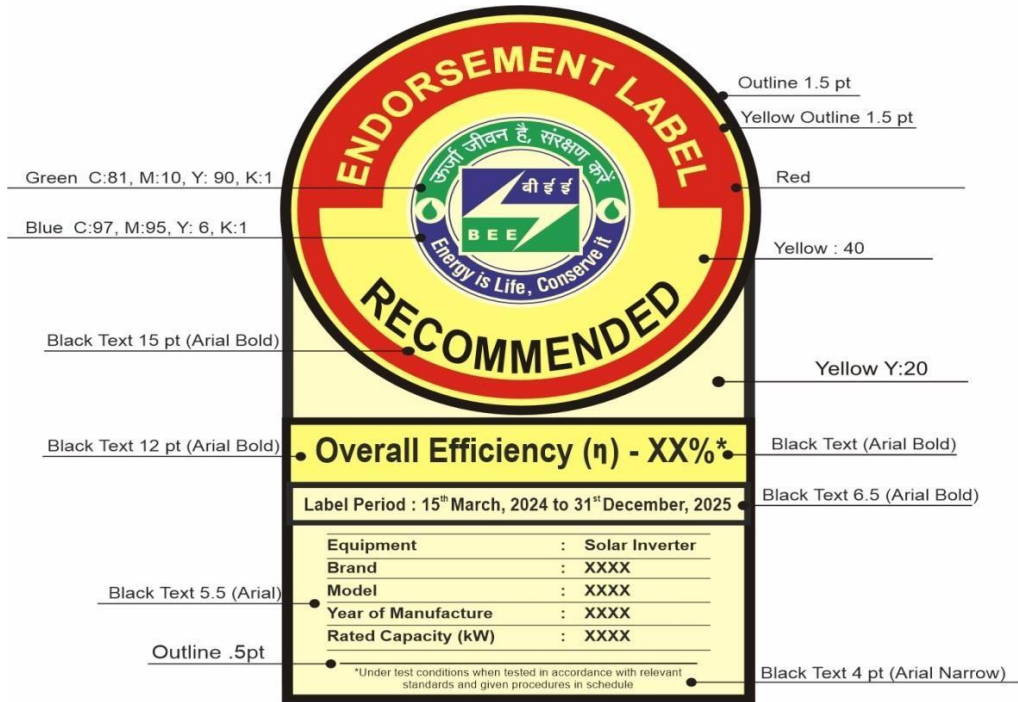 ENDORSEMENT LABEL
Outline 1.5 pt
Yellow Outline 1.5 pt
ऊर्जा जीवन है, संरक्षण करें
Green C:81, M:10, Y: 90, K:1
Red
बी ई ई
BEE
Blue C:97, M:95, Y: 6, K:1
Energy is Life, Conserve it
Yellow : 40
RECOMMENDED
Black Text 15 pt (Arial Bold)
Yellow Y:20
Black Text 12 pt (Arial Bold)
Overall Efficiency (η) - XX%*
Black Text (Arial Bold)
Label Period : 15th March, 2024 to 31st December, 2025
Black Text 6.5 (Arial Bold)
Equipment : Solar Inverter
Brand : XXXX
Black Text 5.5 (Arial)
Model : XXXX
Year of Manufacture : XXXX
Rated Capacity (kW) : XXXX
Outline .5pt
*Under test conditions when tested in accordance with relevant
standards and given procedures in schedule
Black Text 4 pt (Arial Narrow)